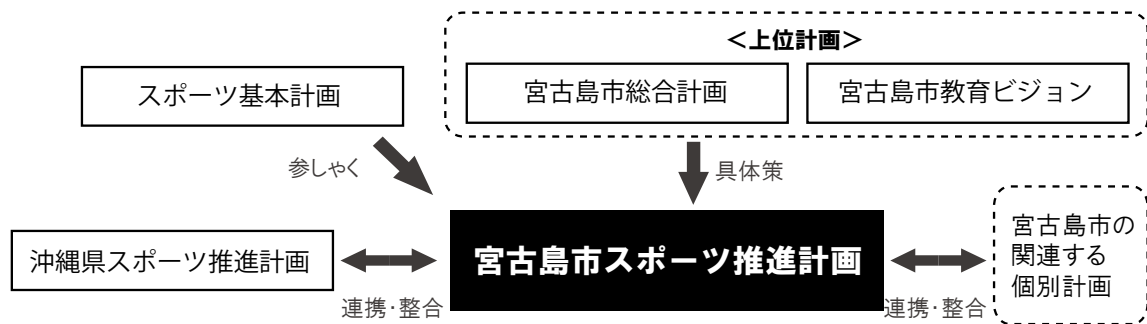 ＜上位計画＞
スポーツ基本計画
宮古島市総合計画
宮古島市教育ビジョン
参しゃく
具体策
沖縄県スポーツ推進計画
宮古島市スポーツ推進計画
宮古島市の
関連する
個別計画
連携・整合
連携・整合